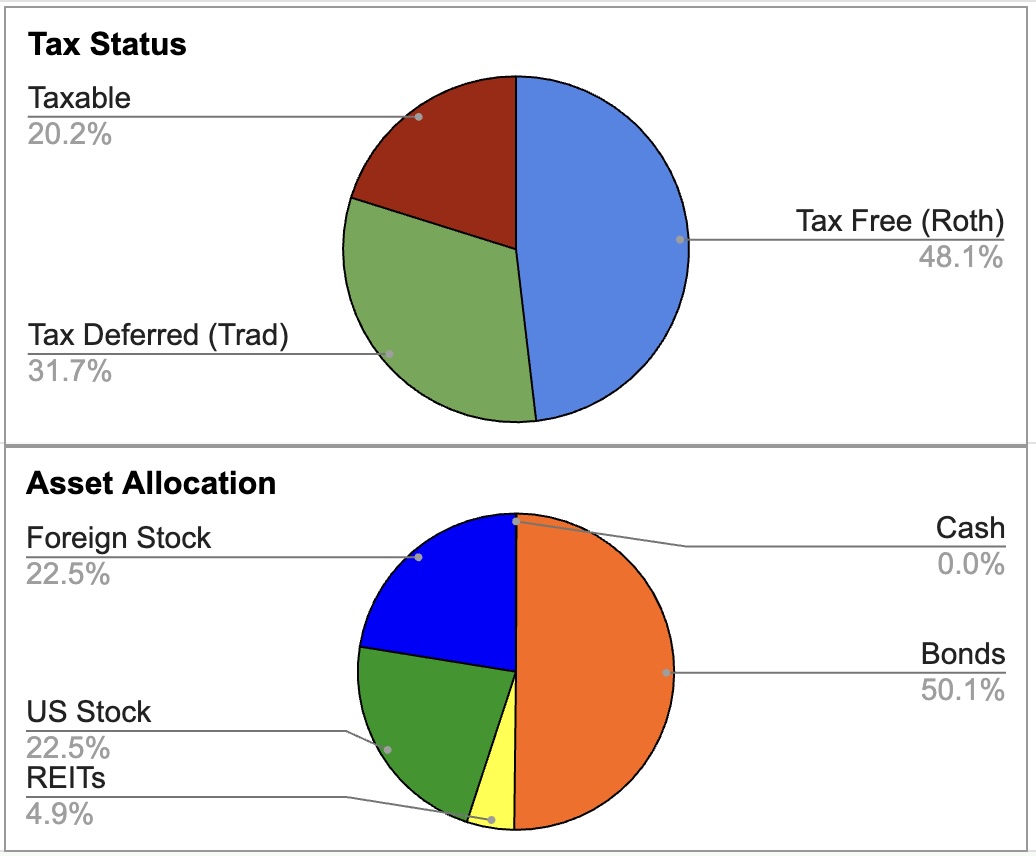 Tax Status
Taxable
20.2%
Tax Free (Roth)
48.1%
Tax Deferred (Trad)
31.7%
Asset Allocation
Foreign Stock
22.5%
Cash
0.0%
Bonds
50.1%
US Stock
22.5%
REITs
4.9%